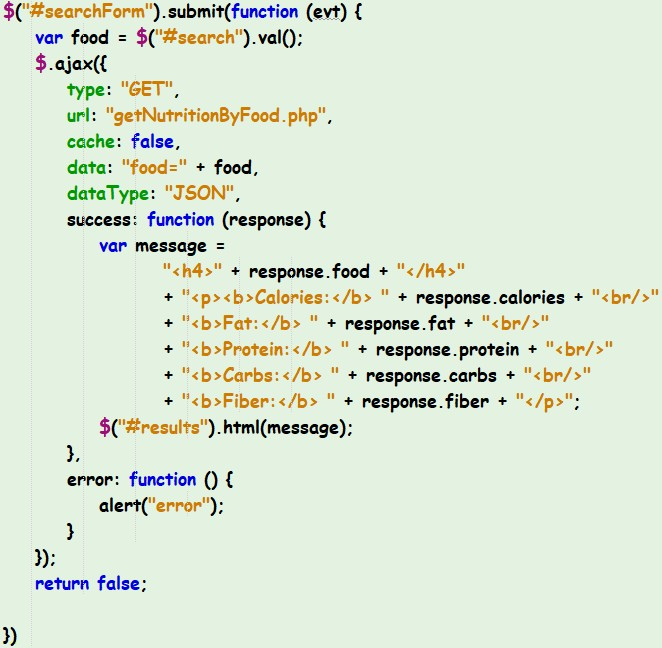 $("#searchForm").submit(function (evt) {
    var food = $("#search").val();
    $.ajax({
        type: "GET",
        url: "getNutritionByFood.php",
        cache: false,
        data: "food=" + food,
        dataType: "JSON",
        success: function (response) {
            var message =
                    "<h4>" + response.food + "</h4>"
                    + "<p><b>Calories:</b> " + response.calories + "<br/>"
                    + "<b>Fat:</b> " + response.fat + "<br/>"
                    + "<b>Protein:</b> " + response.protein + "<br/>"
                    + "<b>Carbs:</b> " + response.carbs + "<br/>"
                    + "<b>Fiber:</b> " + response.fiber + "</p>";
            $("#results").html(message);
        },
        error: function () {
            alert("error");
        }
    });
    return false;

})